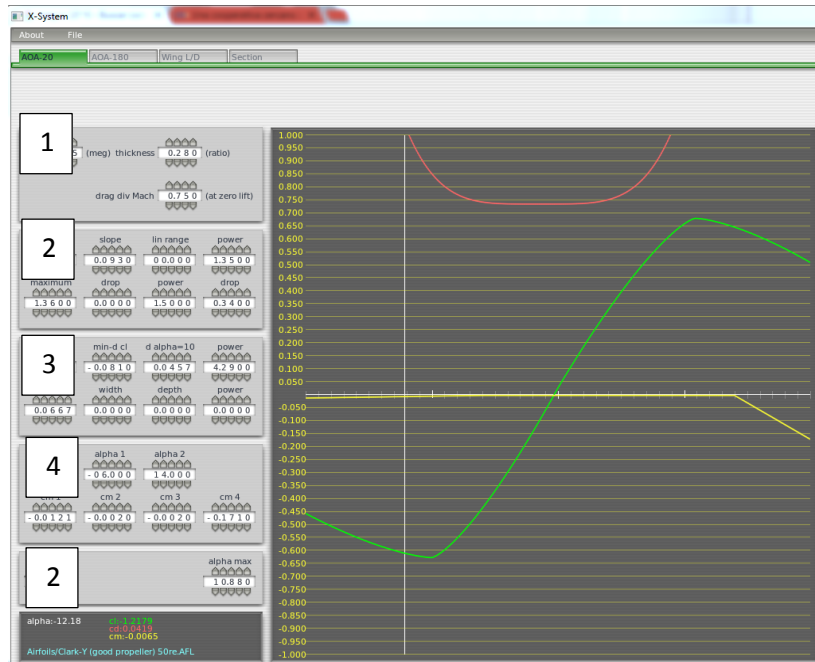 X-System
About File
AOA-20 AOA-180 Wing L/D Section
1
5 (meg) thickness 0.280 (ratio)
drag div Mach 0.750 (at zero lift)
2
slope lin range power
0.0930 00.000 1.3500
maximum drop power drop
1.3600 0.0000 1.5000 0.3400
3
min-d cl d alpha=10 power
-0.0810 0.0457 4.2900
width depth power
0.0667 0.0000 0.0000 0.0000
4
alpha 1 alpha 2
-06.000 14.000
cm 1 cm 2 cm 3 cm 4
-0.0121 -0.0020 -0.0020 -0.1710
2
alpha max
10.880
alpha:-12.18 cl:-1.2179
cd:0.0419
cm:-0.0065
Airfoils/Clark-Y (good propeller) 50re.AFL
1.000
0.950
0.900
0.850
0.800
0.750
0.700
0.650
0.600
0.550
0.500
0.450
0.400
0.350
0.300
0.250
0.200
0.150
0.100
0.050
-0.050
-0.100
-0.150
-0.200
-0.250
-0.300
-0.350
-0.400
-0.450
-0.500
-0.550
-0.600
-0.650
-0.700
-0.750
-0.800
-0.850
-0.900
-0.950
-1.000